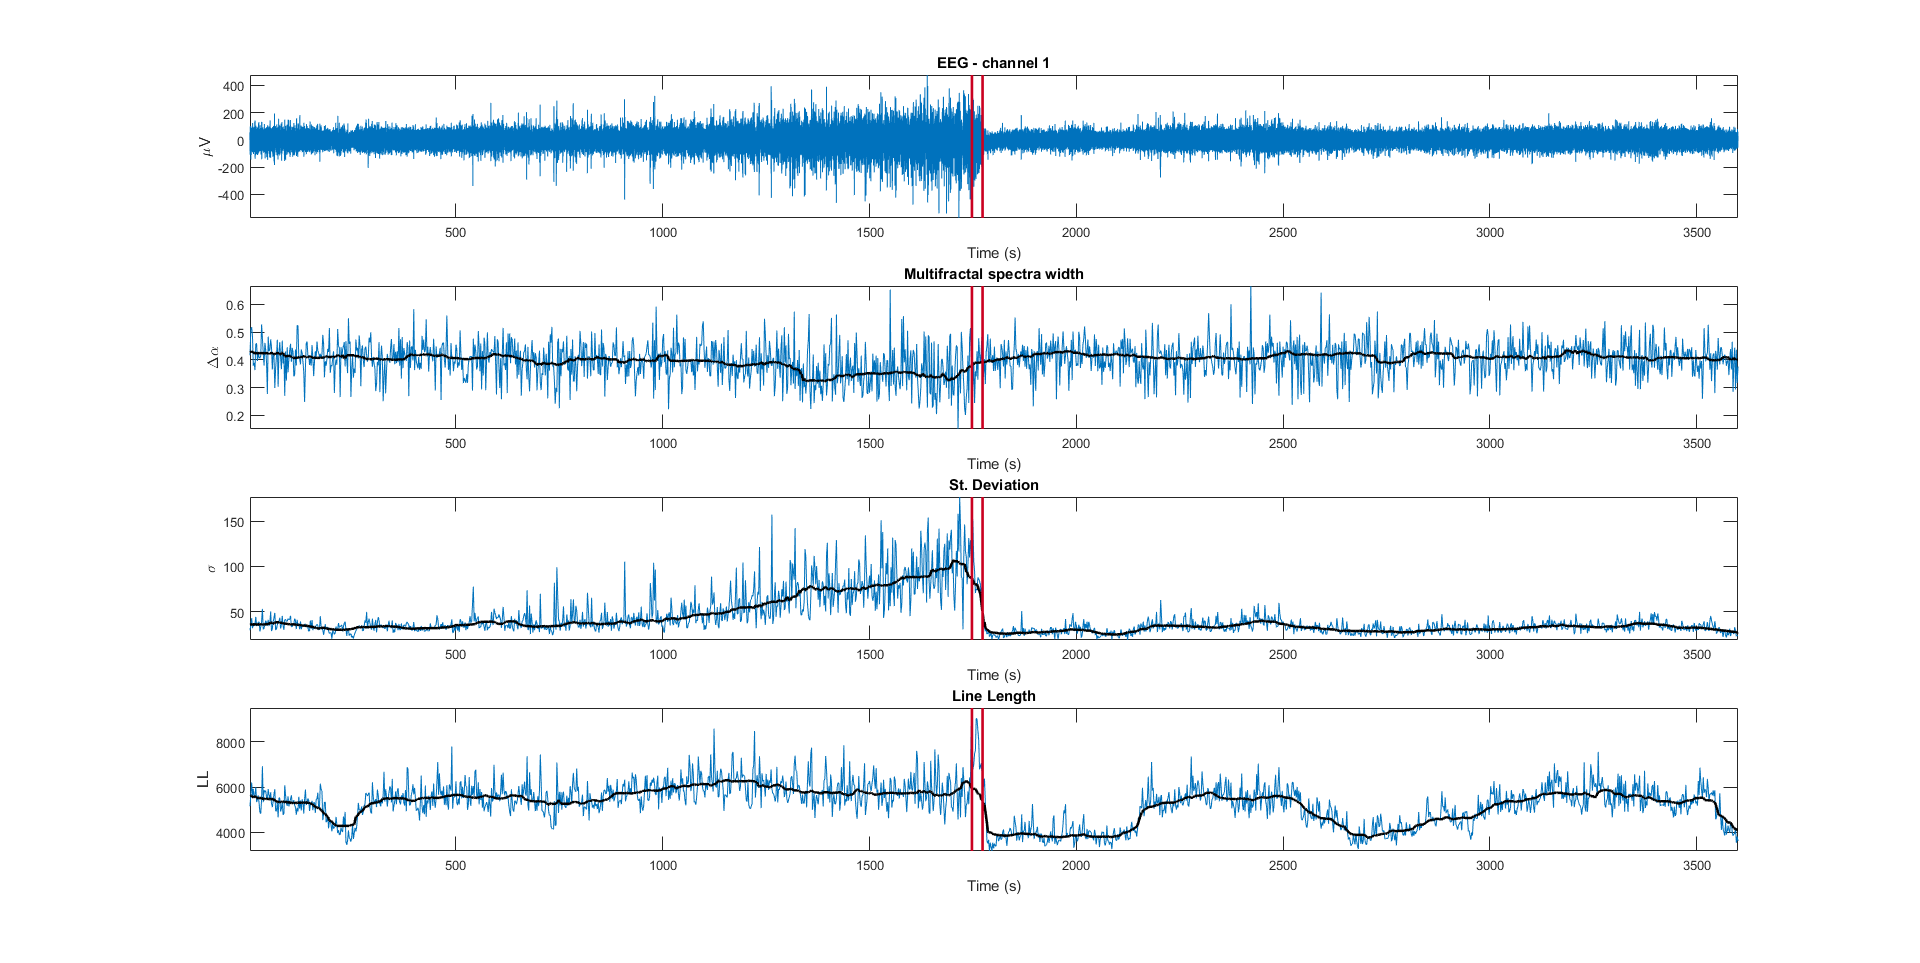 EEG - channel 1
400
200
0
-200
-400
μV
500 1000 1500 2000 2500 3000 3500
Time (s)
Multifractal spectra width
0.6
0.5
0.4
0.3
0.2
Δα
500 1000 1500 2000 2500 3000 3500
Time (s)
St. Deviation
150
100
50
σ
500 1000 1500 2000 2500 3000 3500
Time (s)
Line Length
8000
6000
4000
LL
500 1000 1500 2000 2500 3000 3500
Time (s)